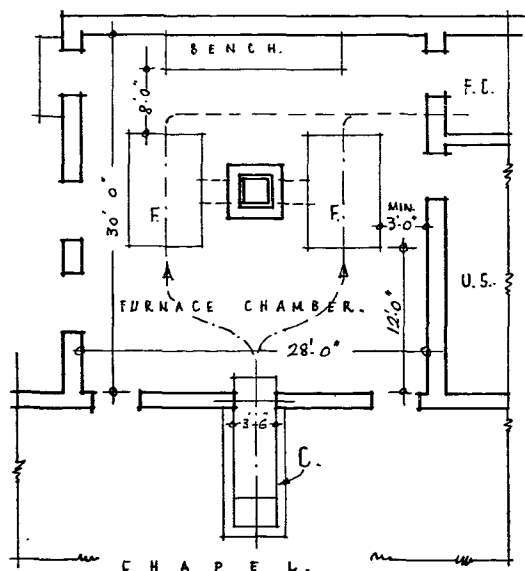 BENCH.
F.C.
8'.0"
30' 0"
F.
F.
MIN.
3'-0"
U.S.
FURNACE CHAMBER.
12'.0"
28'.0"
3'-6"
C.
CHAPEL.